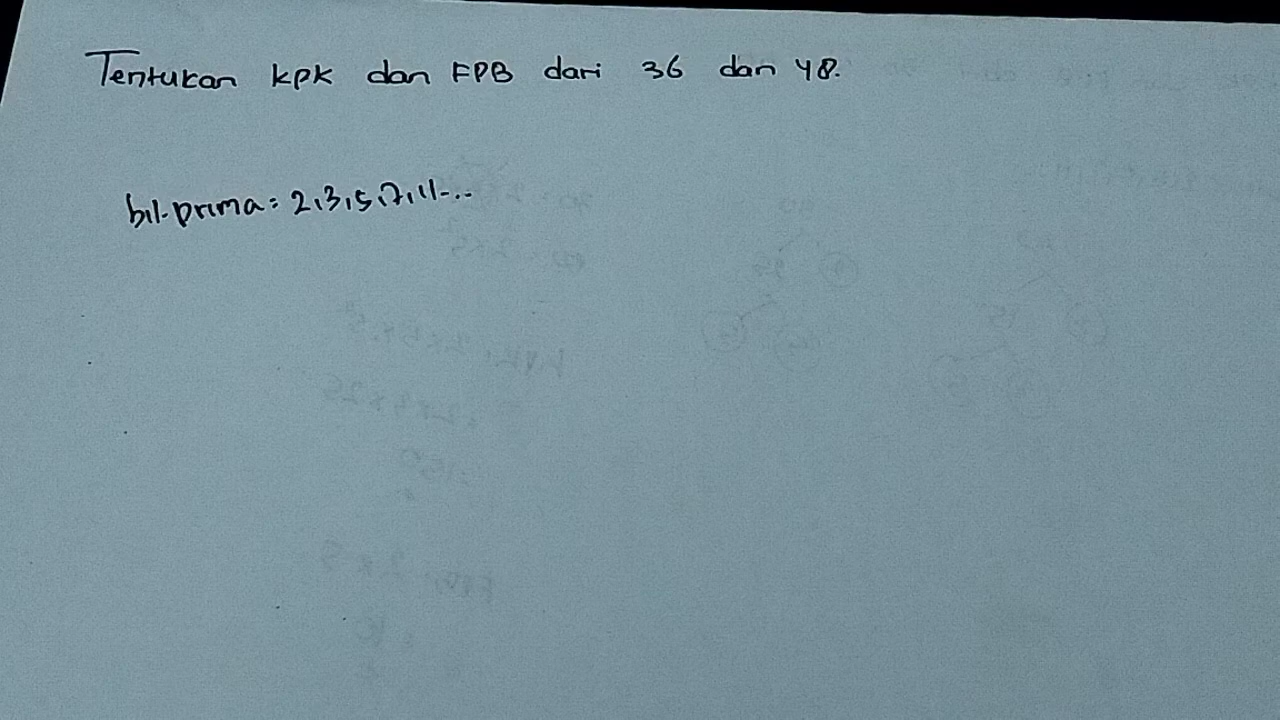 Tentukan kpk dan FPB dari 36 dan 48.
bil. prima = 2,3,5,7,11...